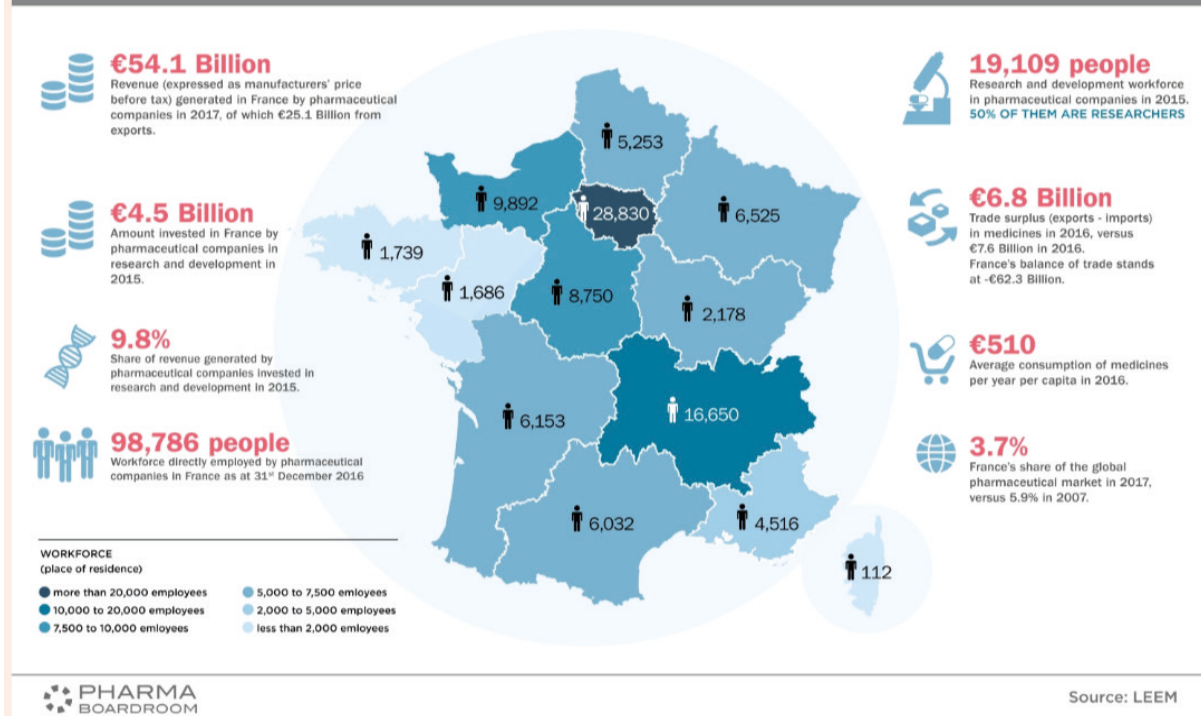 €54.1 Billion
Revenue (expressed as manufacturers' price
before tax) generated in France by pharmaceutical
companies in 2017, of which €25.1 Billion from
exports.
€4.5 Billion
Amount invested in France by
pharmaceutical companies in
research and development in
2015.
9.8%
Share of revenue generated by
pharmaceutical companies invested in
research and development in 2015.
98,786 people
Workforce directly employed by pharmaceutical
companies in France as at 31st December 2016
5,253
9,892
28,830
6,525
1,739
1,686
8,750
2,178
6,153
16,650
6,032
4,516
112
19,109 people
Research and development workforce
in pharmaceutical companies in 2015.
50% OF THEM ARE RESEARCHERS
€6.8 Billion
Trade surplus (exports - imports)
in medicines in 2016, versus
€7.6 Billion in 2016.
France's balance of trade stands
at -€62.3 Billion.
€510
Average consumption of medicines
per year per capita in 2016.
3.7%
France's share of the global
pharmaceutical market in 2017,
versus 5.9% in 2007.
WORKFORCE
(place of residence)
more than 20,000 employees
10,000 to 20,000 employees
7,500 to 10,000 emloyees
5,000 to 7,500 emloyees
2,000 to 5,000 employees
less than 2,000 emloyees
PHARMA
BOARDROOM
Source: LEEM